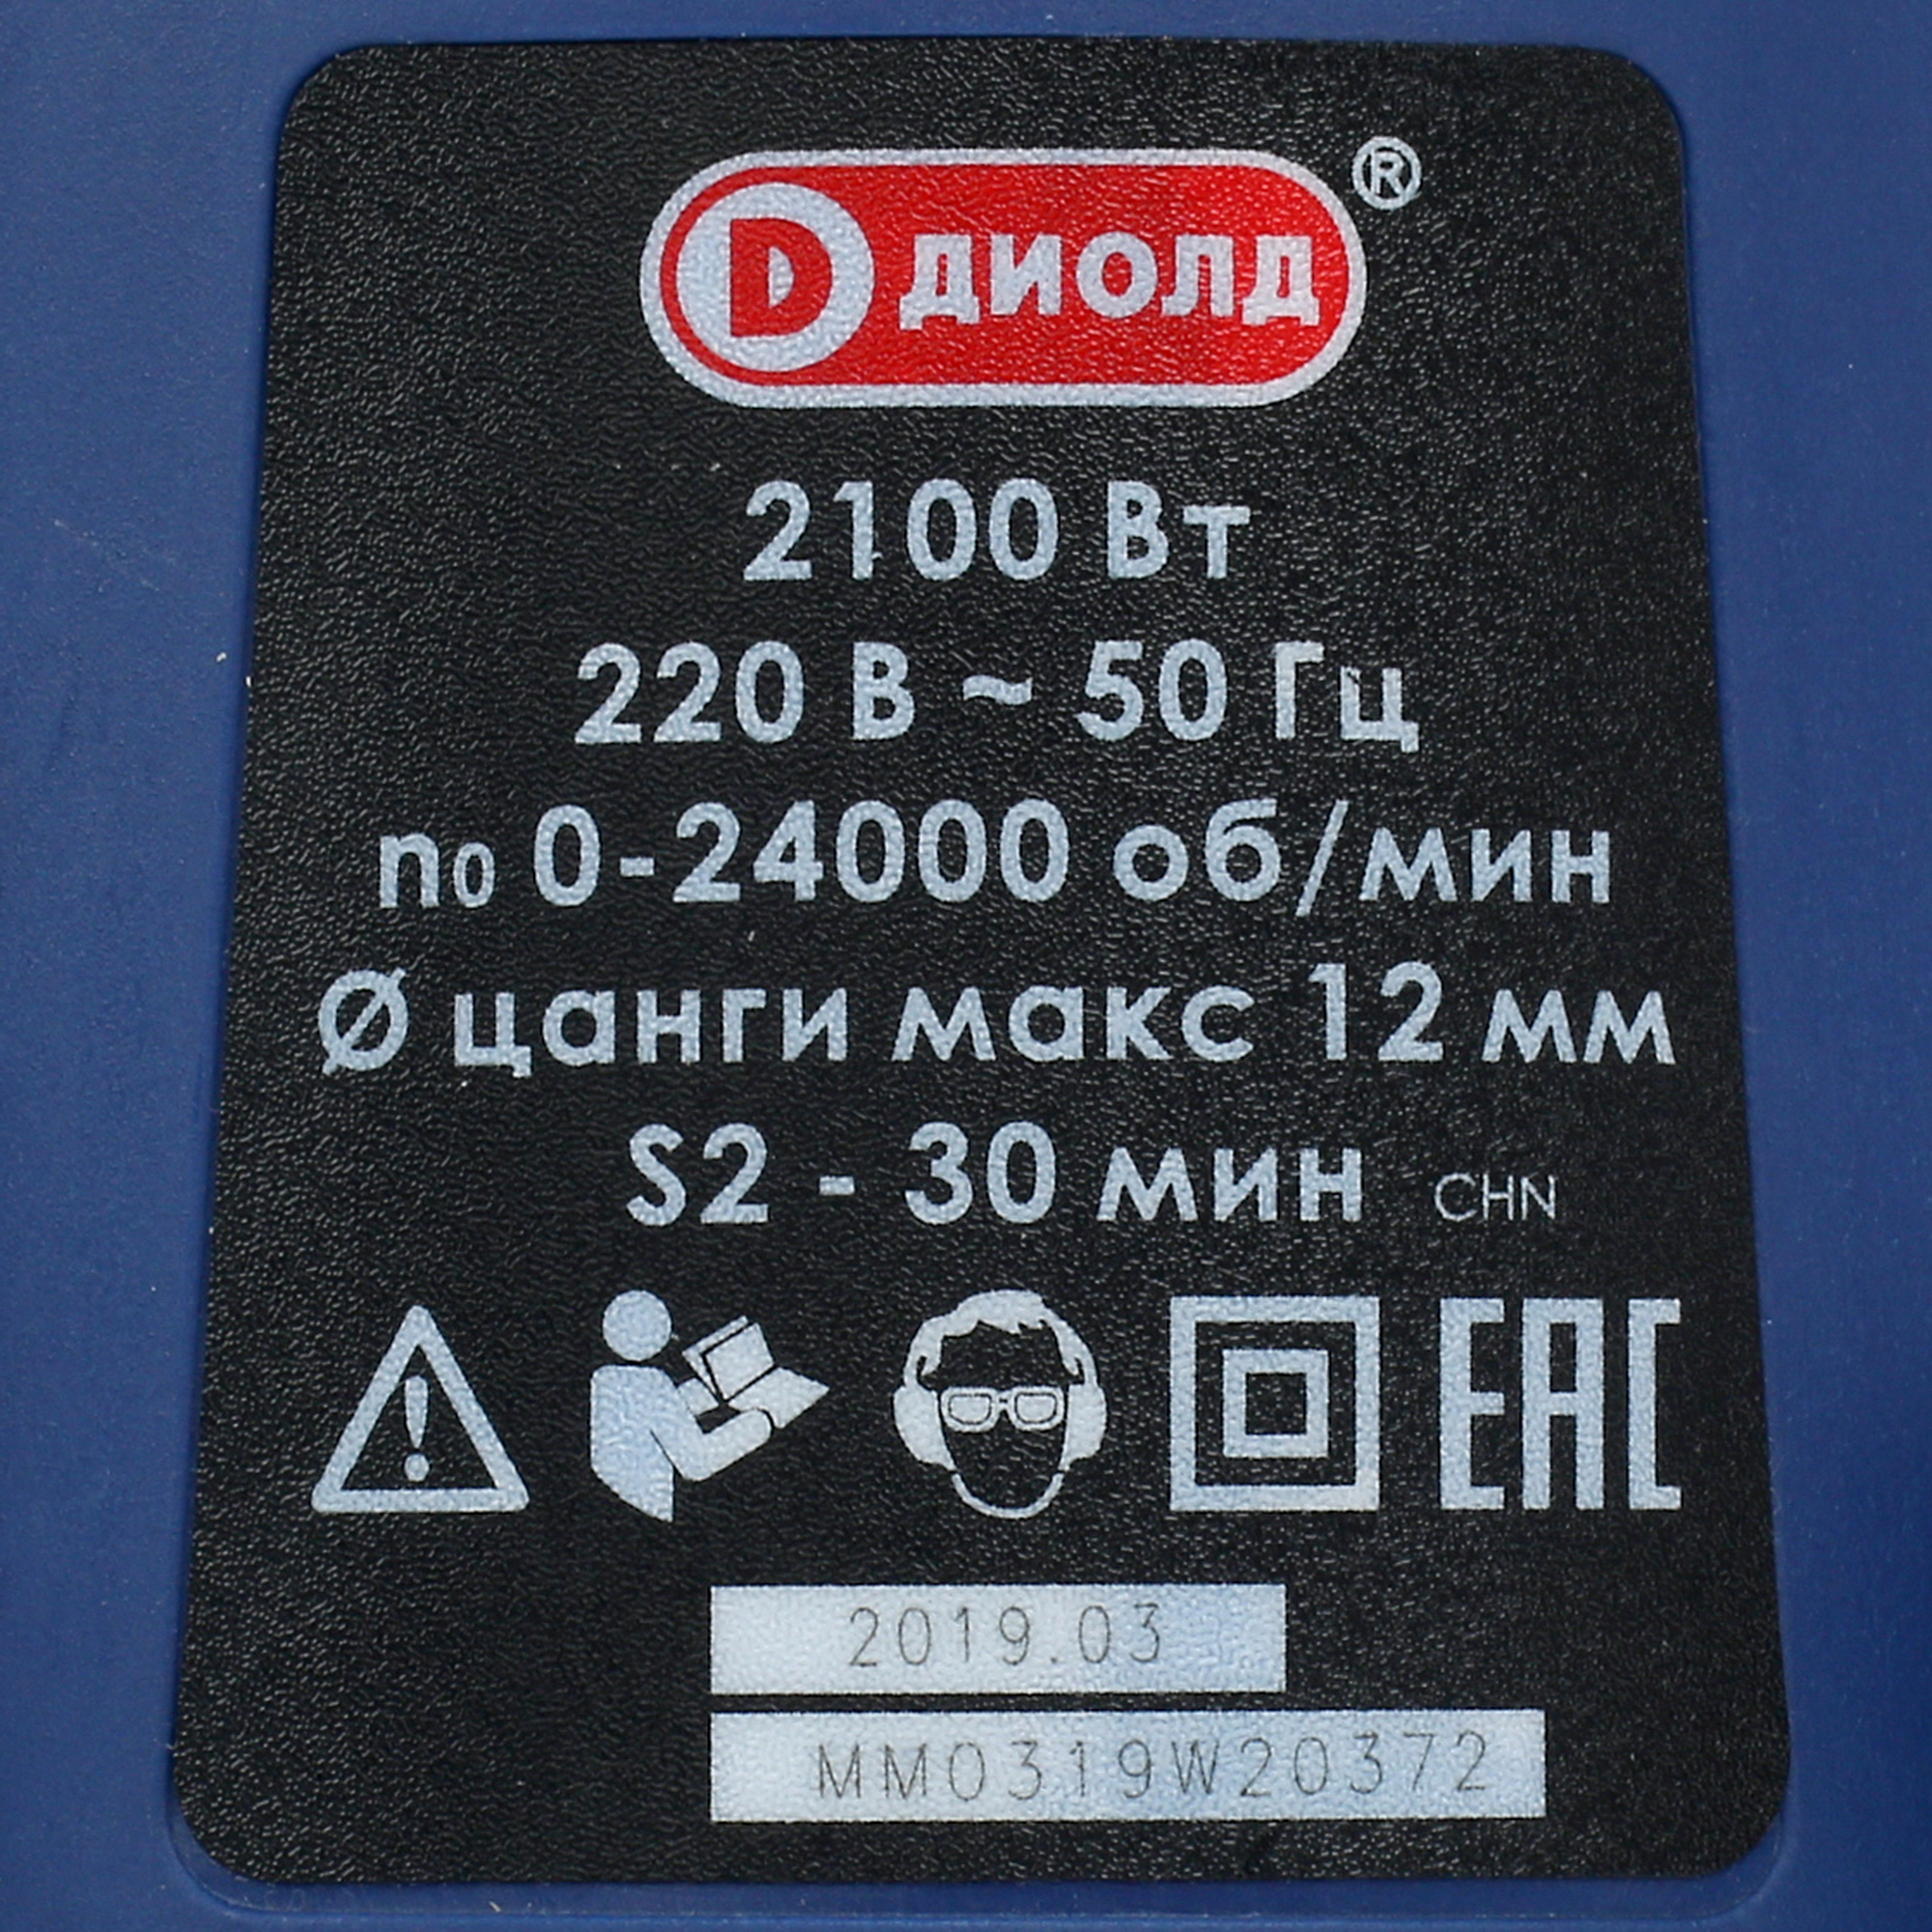 D ДИОЛД ®
2100 Вт
220 В ~ 50 Гц
n0 0-24000 об/мин
Ø цанги макс 12 мм
S2 - 30 мин CHN
EAC
2019.03
MM0319W20372